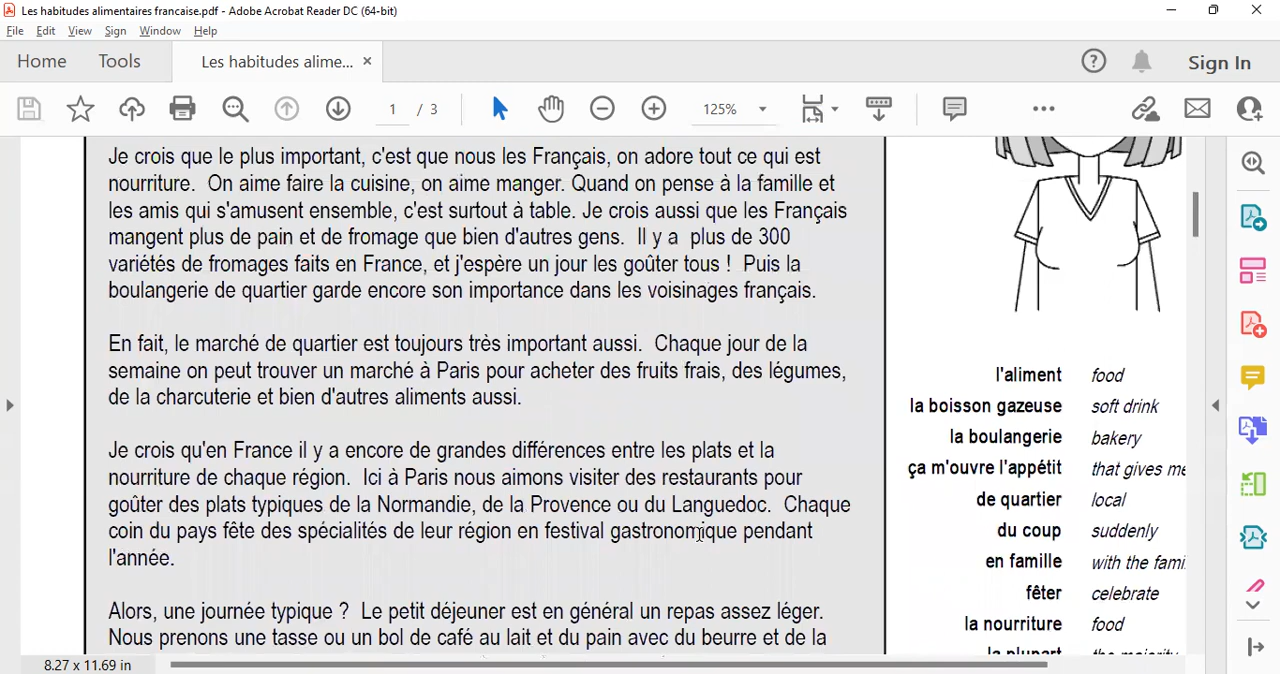 Les habitudes alimentaires francaise.pdf - Adobe Acrobat Reader DC (64-bit)
File Edit View Sign Window Help
Home Tools Les habitudes alime... × Sign In
1 / 3 125%
Je crois que le plus important, c'est que nous les Français, on adore tout ce qui est
nourriture. On aime faire la cuisine, on aime manger. Quand on pense à la famille et
les amis qui s'amusent ensemble, c'est surtout à table. Je crois aussi que les Français
mangent plus de pain et de fromage que bien d'autres gens. Il y a plus de 300
variétés de fromages faits en France, et j'espère un jour les goûter tous ! Puis la
boulangerie de quartier garde encore son importance dans les voisinages français.
En fait, le marché de quartier est toujours très important aussi. Chaque jour de la
semaine on peut trouver un marché à Paris pour acheter des fruits frais, des légumes,
de la charcuterie et bien d'autres aliments aussi.
Je crois qu'en France il y a encore de grandes différences entre les plats et la
nourriture de chaque région. Ici à Paris nous aimons visiter des restaurants pour
goûter des plats typiques de la Normandie, de la Provence ou du Languedoc. Chaque
coin du pays fête des spécialités de leur région en festival gastronomique pendant
l'année.
Alors, une journée typique ? Le petit déjeuner est en général un repas assez léger.
Nous prenons une tasse ou un bol de café au lait et du pain avec du beurre et de la
l'aliment food
la boisson gazeuse soft drink
la boulangerie bakery
ça m'ouvre l'appétit that gives me
de quartier local
du coup suddenly
en famille with the fami
fêter celebrate
la nourriture food
la plupart the majority
8.27 x 11.69 in